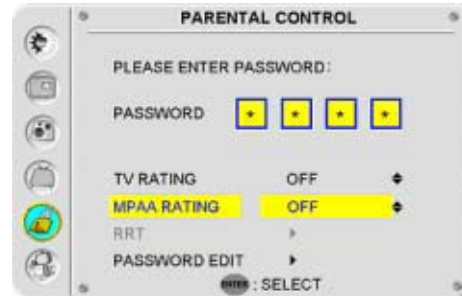 PARENTAL CONTROL
PLEASE ENTER PASSWORD:
PASSWORD * * * *
TV RATING OFF
MPAA RATING OFF
RRT
PASSWORD EDIT
ENTER : SELECT